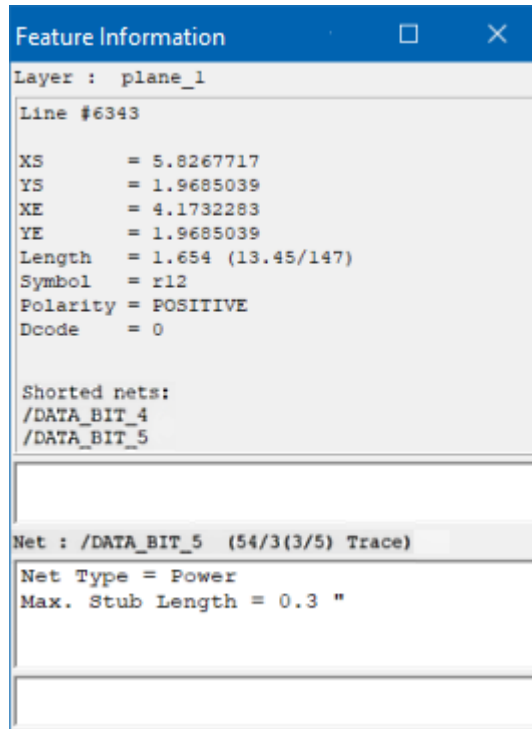 Feature Information
Layer :  plane_1
Line #6343
XS       = 5.8267717
YS       = 1.9685039
XE       = 4.1732283
YE       = 1.9685039
Length   = 1.654 (13.45/147)
Symbol   = r12
Polarity = POSITIVE
Dcode    = 0
Shorted nets:
/DATA_BIT_4
/DATA_BIT_5
Net : /DATA_BIT_5  (54/3(3/5) Trace)
Net Type = Power
Max. Stub Length = 0.3 "